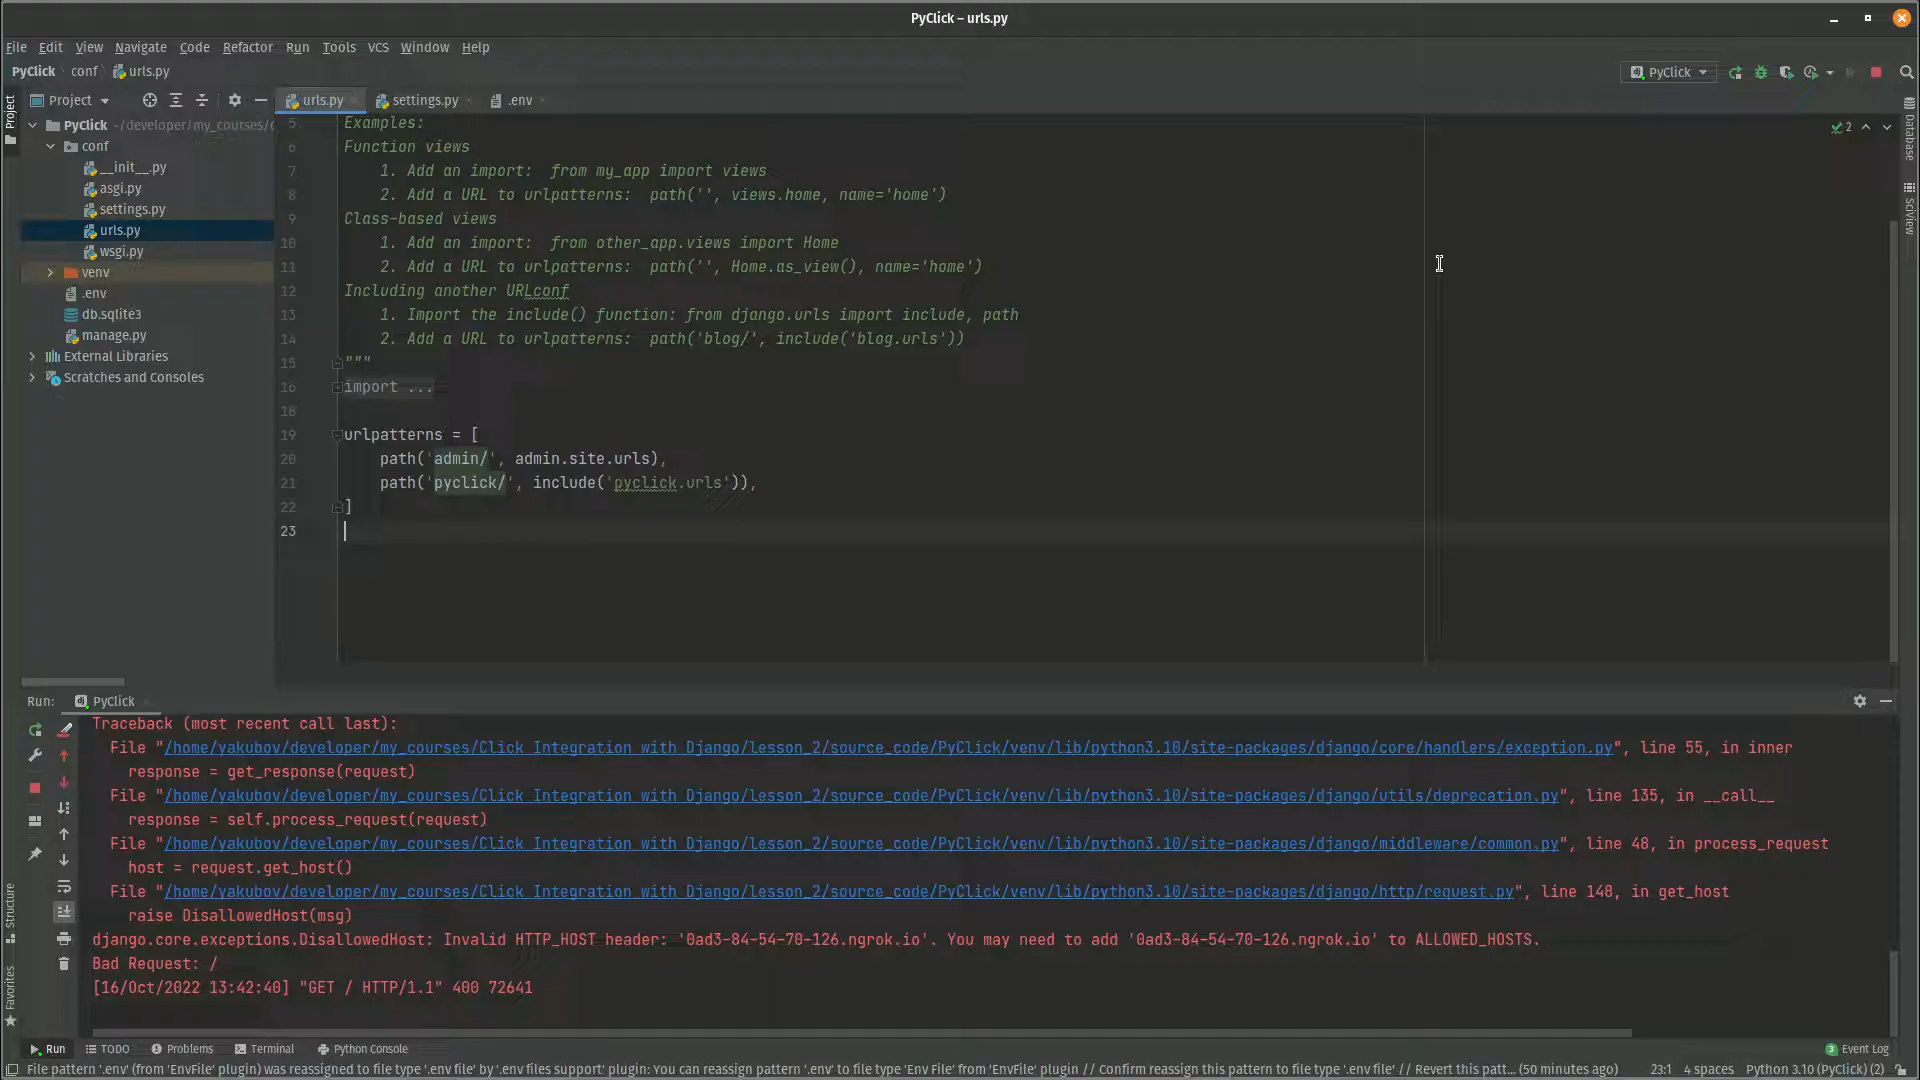 PyClick – urls.py
File Edit View Navigate Code Refactor Run Tools VCS Window Help
PyClick conf urls.py
PyClick
Project
Project
urls.py settings.py .env
PyClick ~/developer/my_courses/
conf
__init__.py
asgi.py
settings.py
urls.py
wsgi.py
venv
.env
db.sqlite3
manage.py
External Libraries
Scratches and Consoles
2
Database
SciView
5 Examples:
6 Function views
7 1. Add an import: from my_app import views
8 2. Add a URL to urlpatterns: path('', views.home, name='home')
9 Class-based views
10 1. Add an import: from other_app.views import Home
11 2. Add a URL to urlpatterns: path('', Home.as_view(), name='home')
12 Including another URLconf
13 1. Import the include() function: from django.urls import include, path
14 2. Add a URL to urlpatterns: path('blog/', include('blog.urls'))
15 """
16 import ...
18
19 urlpatterns = [
20 path('admin/', admin.site.urls),
21 path('pyclick/', include('pyclick.urls')),
22 ]
23
Run: PyClick
Traceback (most recent call last):
File "/home/yakubov/developer/my_courses/Click Integration with Django/lesson_2/source_code/PyClick/venv/lib/python3.10/site-packages/django/core/handlers/exception.py", line 55, in inner
response = get_response(request)
File "/home/yakubov/developer/my_courses/Click Integration with Django/lesson_2/source_code/PyClick/venv/lib/python3.10/site-packages/django/utils/deprecation.py", line 135, in __call__
response = self.process_request(request)
File "/home/yakubov/developer/my_courses/Click Integration with Django/lesson_2/source_code/PyClick/venv/lib/python3.10/site-packages/django/middleware/common.py", line 48, in process_request
host = request.get_host()
File "/home/yakubov/developer/my_courses/Click Integration with Django/lesson_2/source_code/PyClick/venv/lib/python3.10/site-packages/django/http/request.py", line 148, in get_host
raise DisallowedHost(msg)
django.core.exceptions.DisallowedHost: Invalid HTTP_HOST header: '0ad3-84-54-70-126.ngrok.io'. You may need to add '0ad3-84-54-70-126.ngrok.io' to ALLOWED_HOSTS.
Bad Request: /
[16/Oct/2022 13:42:40] "GET / HTTP/1.1" 400 72641
Structure
Favorites
Run TODO Problems Terminal Python Console
3 Event Log
File pattern '.env' (from 'EnvFile' plugin) was reassigned to file type '.env file' by '.env files support' plugin: You can reassign pattern '.env' to file type 'Env File' from 'EnvFile' plugin // Confirm reassign this pattern to file type '.env file' // Revert this patt... (50 minutes ago) 23:1 4 spaces Python 3.10 (PyClick) (2)